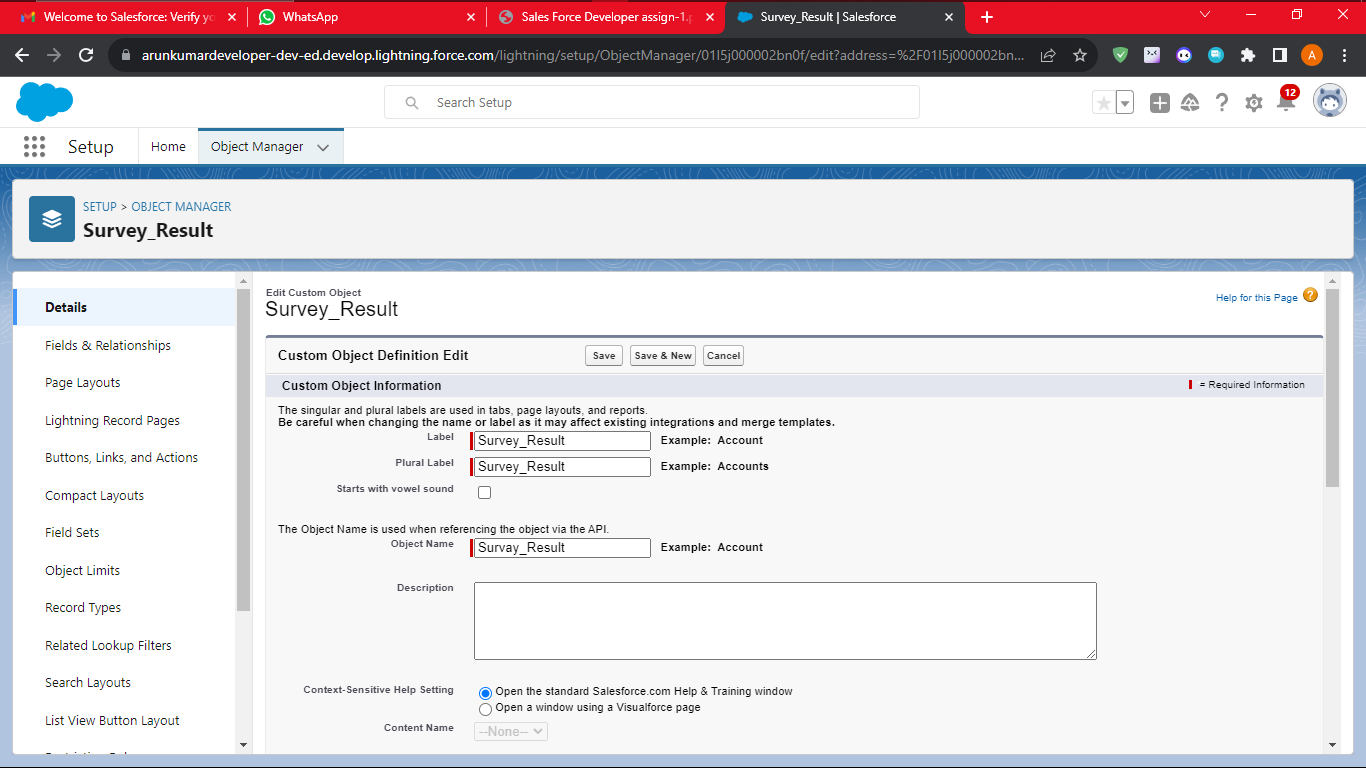 Welcome to Salesforce: Verify yo
WhatsApp
Sales Force Developer assign-1.p
Survey_Result | Salesforce
arunkumardeveloper-dev-ed.develop.lightning.force.com/lightning/setup/ObjectManager/01I5j000002bn0f/edit?address=%2F01I5j000002bn...
A
Search Setup
12
Setup
Home
Object Manager
SETUP > OBJECT MANAGER
Survey_Result
Details
Fields & Relationships
Page Layouts
Lightning Record Pages
Buttons, Links, and Actions
Compact Layouts
Field Sets
Object Limits
Record Types
Related Lookup Filters
Search Layouts
List View Button Layout
Edit Custom Object
Survey_Result
Help for this Page ?
Custom Object Definition Edit
Save
Save & New
Cancel
Custom Object Information
= Required Information
The singular and plural labels are used in tabs, page layouts, and reports.
Be careful when changing the name or label as it may affect existing integrations and merge templates.
Label Survey_Result Example: Account
Plural Label Survey_Result Example: Accounts
Starts with vowel sound
The Object Name is used when referencing the object via the API.
Object Name Survay_Result Example: Account
Description
Context-Sensitive Help Setting Open the standard Salesforce.com Help & Training window
Open a window using a Visualforce page
Content Name --None--